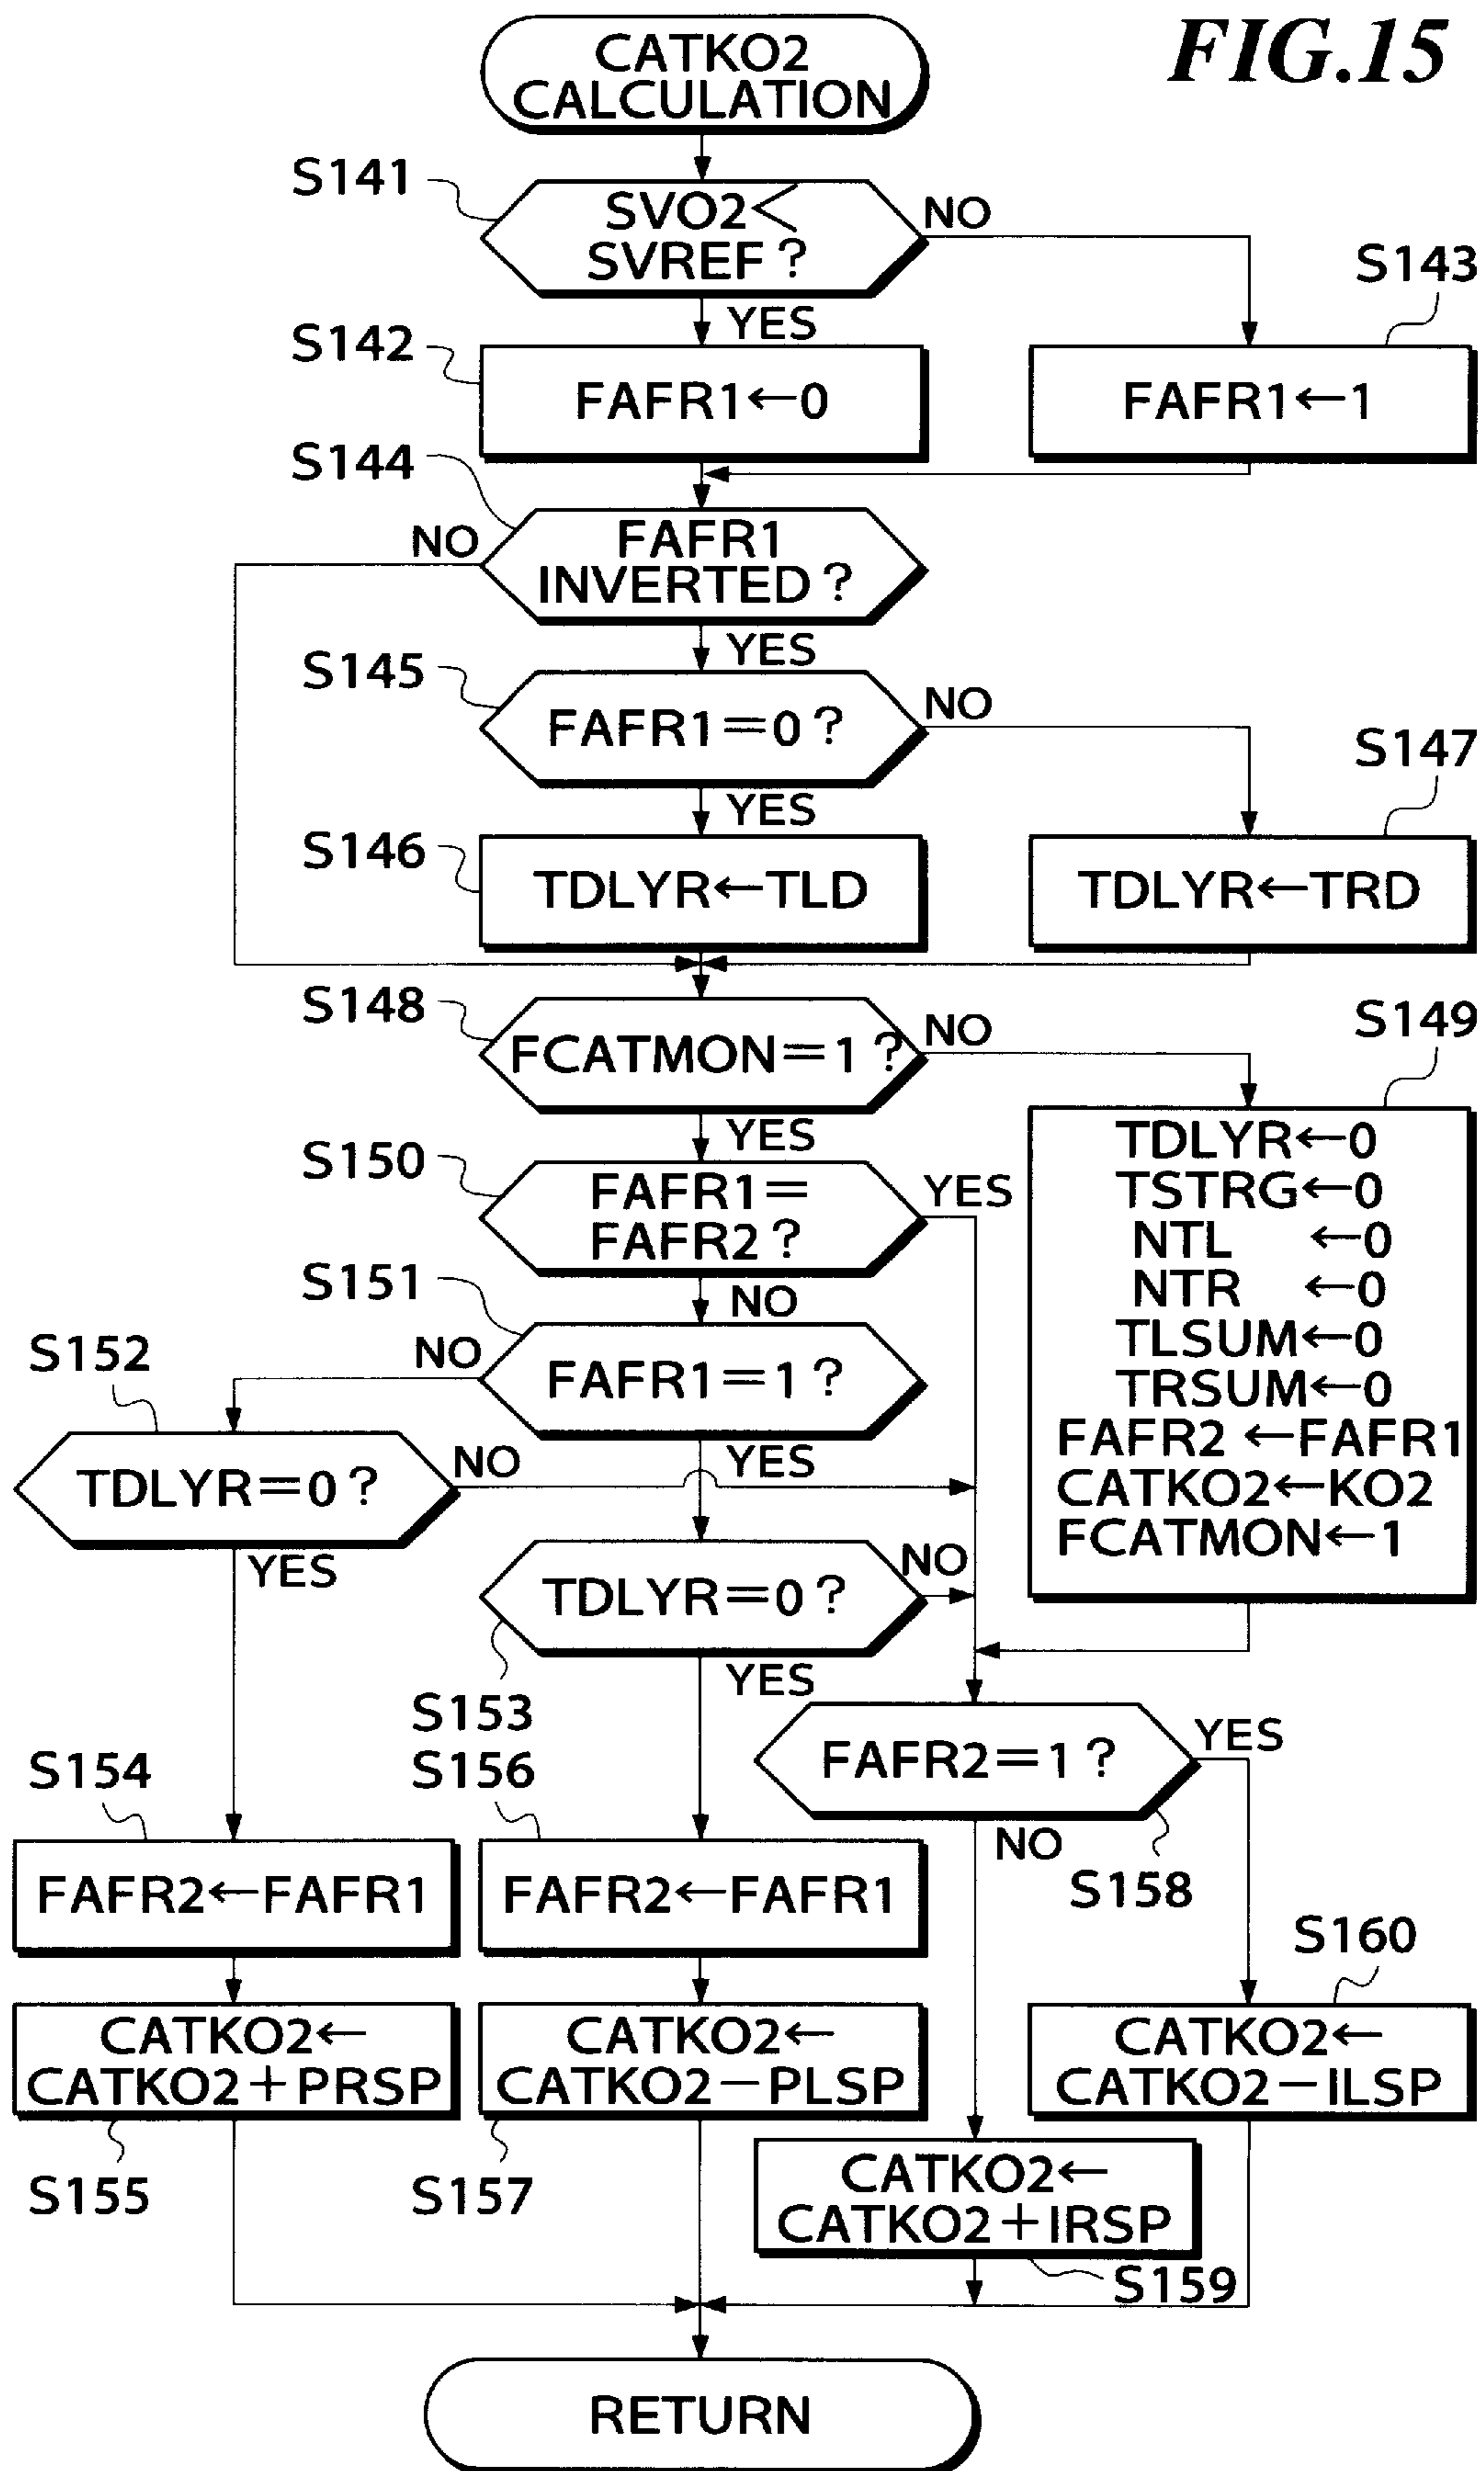 FIG.15
CATKO2
CALCULATION
S141
SVO2<
SVREF?
NO
YES
S142
FAFR1←0
S143
FAFR1←1
S144
FAFR1
INVERTED?
NO
YES
S145
FAFR1=0?
NO
YES
S146
TDLYR←TLD
S147
TDLYR←TRD
S148
FCATMON=1?
NO
YES
S149
TDLYR←0
TSTRG←0
NTL ←0
NTR ←0
TLSUM←0
TRSUM←0
FAFR2 ←FAFR1
CATKO2←KO2
FCATMON←1
S150
FAFR1=
FAFR2?
YES
NO
S151
FAFR1=1?
NO
YES
S152
TDLYR=0?
NO
YES
TDLYR=0?
NO
YES
S153
FAFR2=1?
YES
NO
S158
S154
FAFR2←FAFR1
S156
FAFR2←FAFR1
CATKO2←
CATKO2+PRSP
S155
CATKO2←
CATKO2−PLSP
S157
S160
CATKO2←
CATKO2−ILSP
CATKO2←
CATKO2+IRSP
S159
RETURN